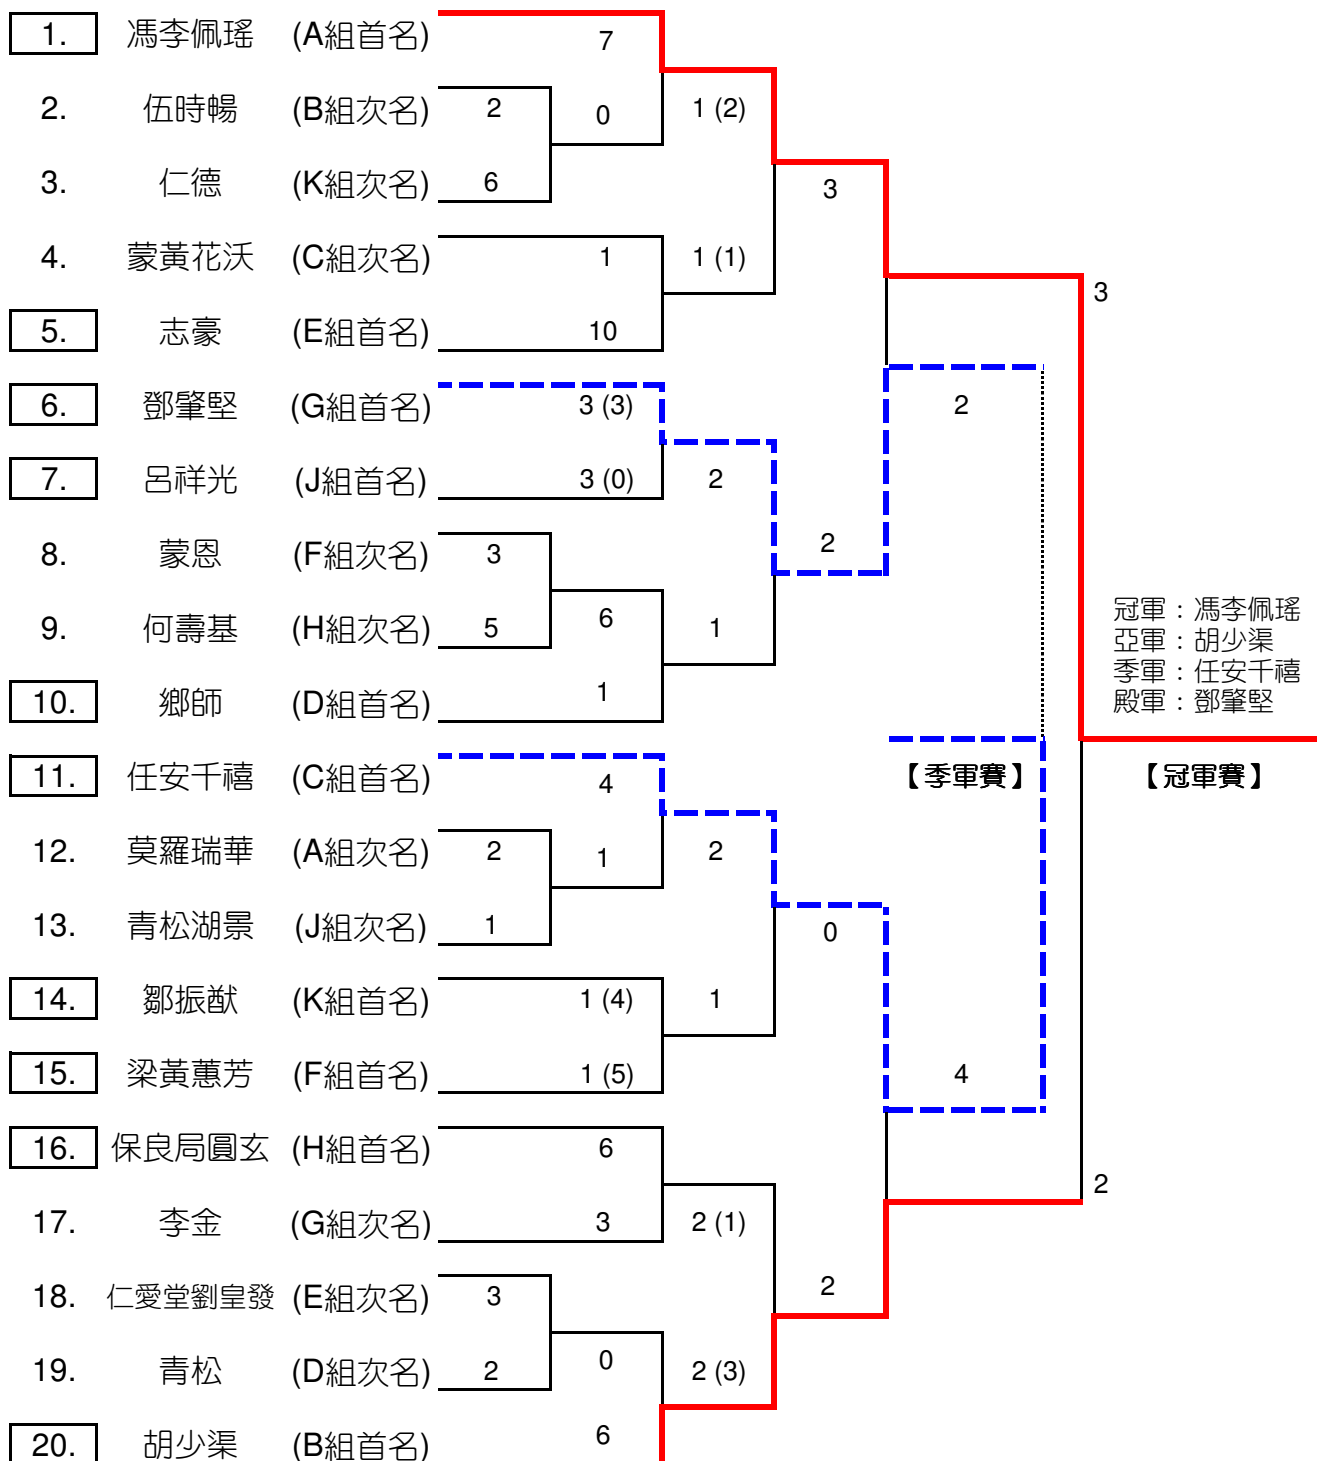 1. 馮李佩瑤 (A組首名) 7
2. 伍時暢 (B組次名) 2 0 1 (2)
3. 仁德 (K組次名) 6 3
4. 蒙黃花沃 (C組次名) 1 1 (1)
3
5. 志豪 (E組首名) 10
6. 鄧肇堅 (G組首名) 3 (3) 2
7. 呂祥光 (J組首名) 3 (0) 2
8. 蒙恩 (F組次名) 3 2
9. 何壽基 (H組次名) 5 6 1
冠軍：馮李佩瑤
亞軍：胡少渠
季軍：任安千禧
殿軍：鄧肇堅
10. 鄉師 (D組首名) 1
11. 任安千禧 (C組首名) 4 【季軍賽】 【冠軍賽】
12. 莫羅瑞華 (A組次名) 2 1 2
13. 青松湖景 (J組次名) 1 0
14. 鄒振猷 (K組首名) 1 (4) 1
15. 梁黃蕙芳 (F組首名) 1 (5) 4
16. 保良局圓玄 (H組首名) 6
2
17. 李金 (G組次名) 3 2 (1)
18. 仁愛堂劉皇發 (E組次名) 3 2
19. 青松 (D組次名) 2 0 2 (3)
20. 胡少渠 (B組首名) 6